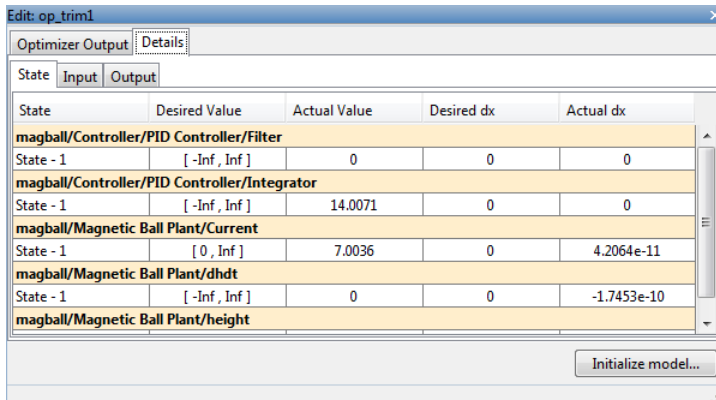 Edit: op_trim1
Optimizer Output Details
State Input Output
State Desired Value Actual Value Desired dx Actual dx
magball/Controller/PID Controller/Filter
State - 1 [ -Inf , Inf ] 0 0 0
magball/Controller/PID Controller/Integrator
State - 1 [ -Inf , Inf ] 14.0071 0 0
magball/Magnetic Ball Plant/Current
State - 1 [ 0 , Inf ] 7.0036 0 4.2064e-11
magball/Magnetic Ball Plant/dhdt
State - 1 [ -Inf , Inf ] 0 0 -1.7453e-10
magball/Magnetic Ball Plant/height
Initialize model...